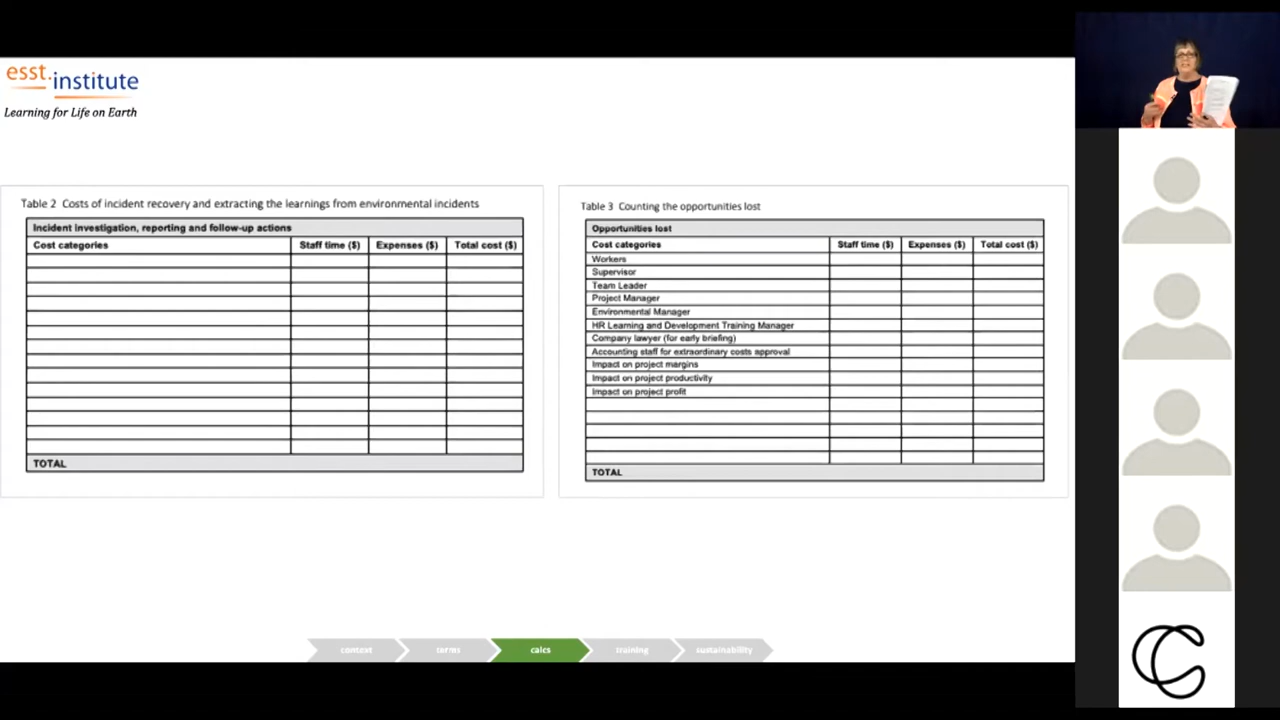 esst.institute
Learning for Life on Earth
Table 2 Costs of incident recovery and extracting the learnings from environmental incidents
Incident investigation, reporting and follow-up actions
Cost categories Staff time ($) Expenses ($) Total cost ($)
TOTAL
Table 3 Counting the opportunities lost
Opportunities lost
Cost categories Staff time ($) Expenses ($) Total cost ($)
Workers
Supervisor
Team Leader
Project Manager
Environmental Manager
HR Learning and Development Training Manager
Company lawyer (for early briefing)
Accounting staff for extraordinary costs approval
Impact on project margins
Impact on project productivity
Impact on project profit
TOTAL
context terms calcs training sustainability